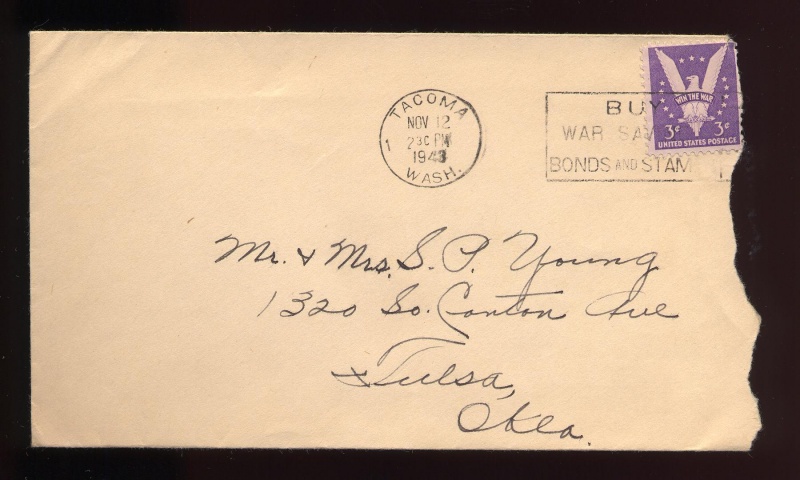 TACOMA
NOV 12
1 230 PM
1943
WASH.
BUY
WAR SAV
BONDS AND STAM
WIN THE WAR
3¢ 3¢
UNITED STATES POSTAGE
Mr. & Mrs. S. P. Young
1320 So. Canton Ave
Tulsa,
Okla.